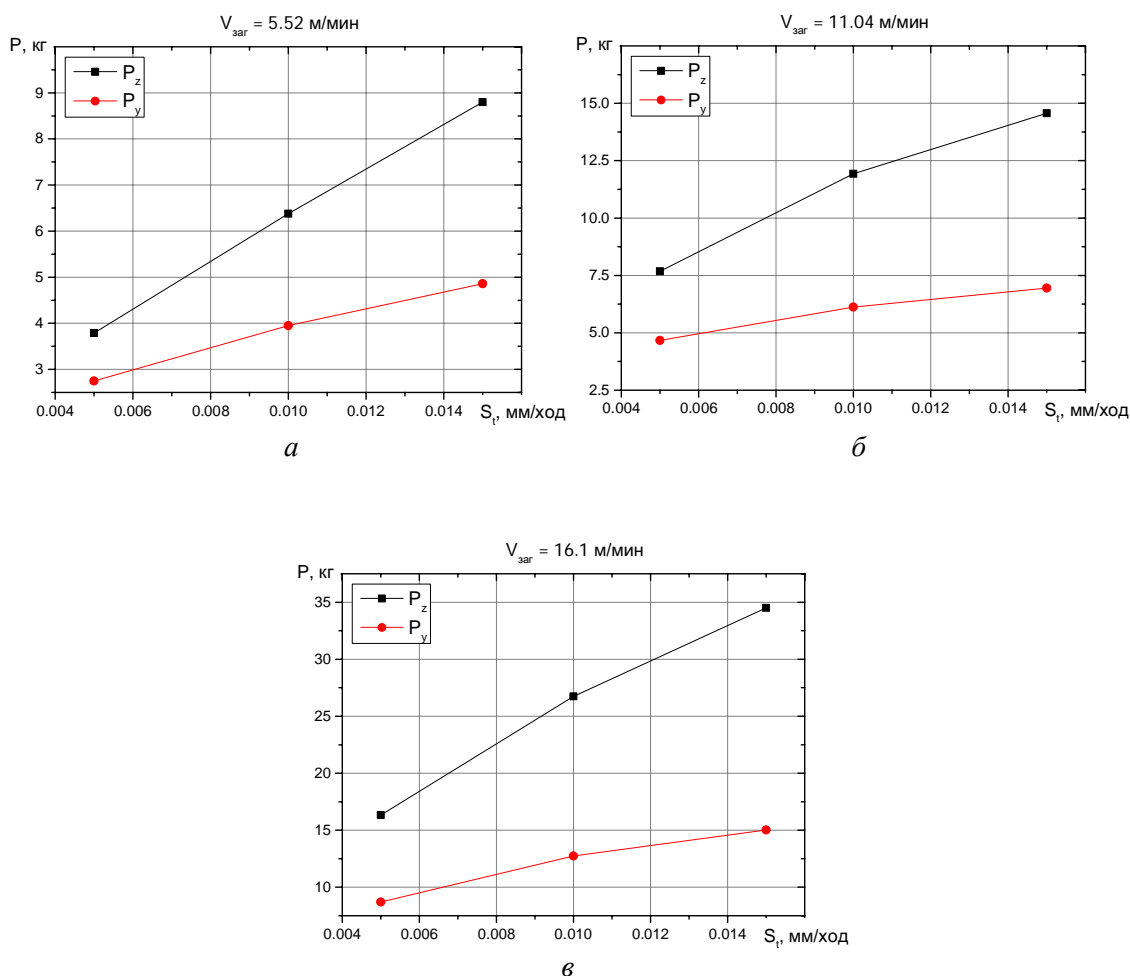 V заг = 5.52 м/мин
P, кг
P z
P y
9
8
7
6
5
4
3
0.004 0.006 0.008 0.010 0.012 0.014 S t, мм/ход
а
V заг = 11.04 м/мин
P, кг
P z
P y
15.0
12.5
10.0
7.5
5.0
2.5
0.004 0.006 0.008 0.010 0.012 0.014
S t, мм/ход
б
V заг = 16.1 м/мин
P, кг
P z
P y
35
30
25
20
15
10
0.004 0.006 0.008 0.010 0.012 0.014
S t, мм/ход
в